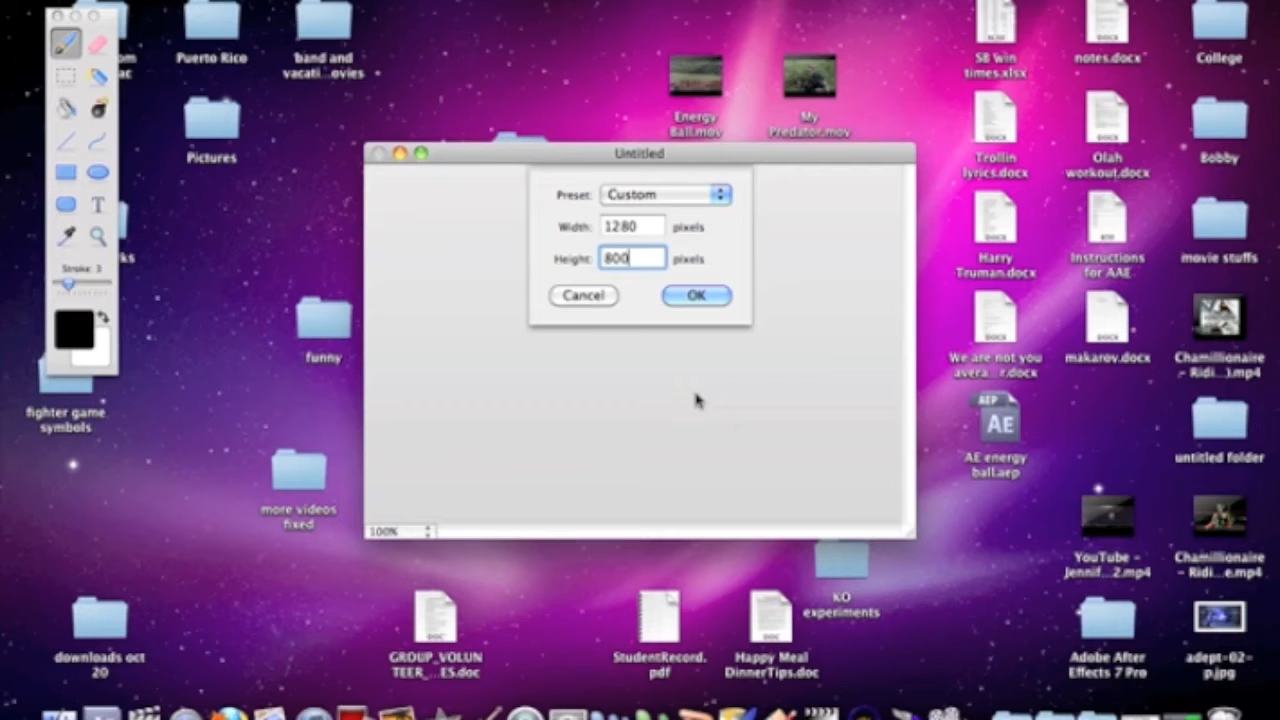 Puerto Rico
band and
vacati...ovies
SB Win
times.xlsx
notes.docx
College
Energy
Ball.mov
My
Predator.mov
Pictures
Trollin
lyrics.docx
Olah
workout.docx
Bobby
Untitled
Preset: Custom
Width: 1280 pixels
Height: 800 pixels
Cancel
OK
100%
T
Stroke: 3
ks
Harry
Truman.docx
Instructions
for AAE
movie stuffs
funny
We are not you
avera...r.docx
makarov.docx
Chamillionaire
- Ridi...).mp4
fighter game
symbols
AEP
AE
AE energy
ball.aep
untitled folder
more videos
fixed
YouTube -
Jennif...2.mp4
Chamillionaire
- Ridi...e.mp4
KO
experiments
downloads oct
20
DOC
GROUP_VOLUN
TEER_...ES.doc
StudentRecord.
pdf
DOC
Happy Meal
DinnerTips.doc
Adobe After
Effects 7 Pro
adept-02-
p.jpg